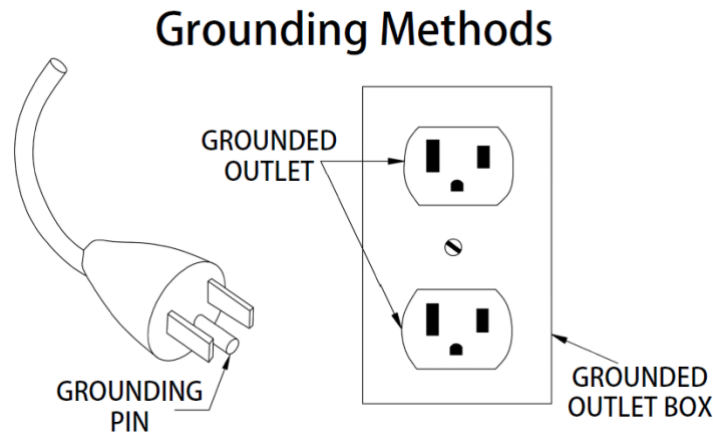 Grounding Methods
GROUNDED
OUTLET
GROUNDING
PIN
GROUNDED
OUTLET BOX